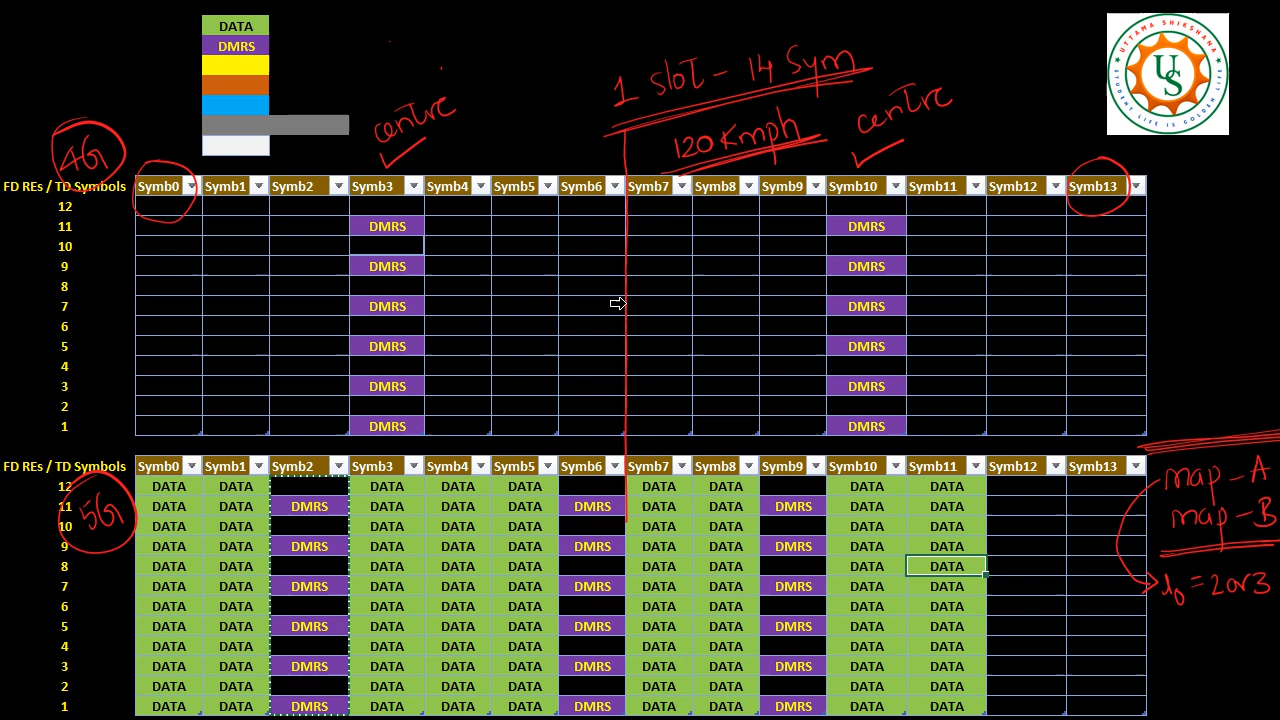 DATA
DMRS
UTTAMA SHIKSHANA
US
STUDENT LIFE IS GOLDEN LIFE
1 Slot - 14 Sym
120 Kmph
centre
centre
4G
FD REs / TD Symbols Symb0 Symb1 Symb2 Symb3 Symb4 Symb5 Symb6 Symb7 Symb8 Symb9 Symb10 Symb11 Symb12 Symb13
12
11 DMRS DMRS
10
9 DMRS DMRS
8
7 DMRS DMRS
6
5 DMRS DMRS
4
3 DMRS DMRS
2
1 DMRS DMRS
FD REs / TD Symbols Symb0 Symb1 Symb2 Symb3 Symb4 Symb5 Symb6 Symb7 Symb8 Symb9 Symb10 Symb11 Symb12 Symb13
12 DATA DATA DATA DATA DATA DATA DATA DATA DATA
11 DATA DATA DMRS DATA DATA DATA DMRS DATA DATA DMRS DATA DATA
10 DATA DATA DATA DATA DATA DATA DATA DATA DATA
9 DATA DATA DMRS DATA DATA DATA DMRS DATA DATA DMRS DATA DATA
8 DATA DATA DATA DATA DATA DATA DATA DATA DATA
7 DATA DATA DMRS DATA DATA DATA DMRS DATA DATA DMRS DATA DATA
6 DATA DATA DATA DATA DATA DATA DATA DATA DATA
5 DATA DATA DMRS DATA DATA DATA DMRS DATA DATA DMRS DATA DATA
4 DATA DATA DATA DATA DATA DATA DATA DATA DATA
3 DATA DATA DMRS DATA DATA DATA DMRS DATA DATA DMRS DATA DATA
2 DATA DATA DATA DATA DATA DATA DATA DATA DATA
1 DATA DATA DMRS DATA DATA DATA DMRS DATA DATA DMRS DATA DATA
5G
map - A
map - B
l0 = 2 or 3